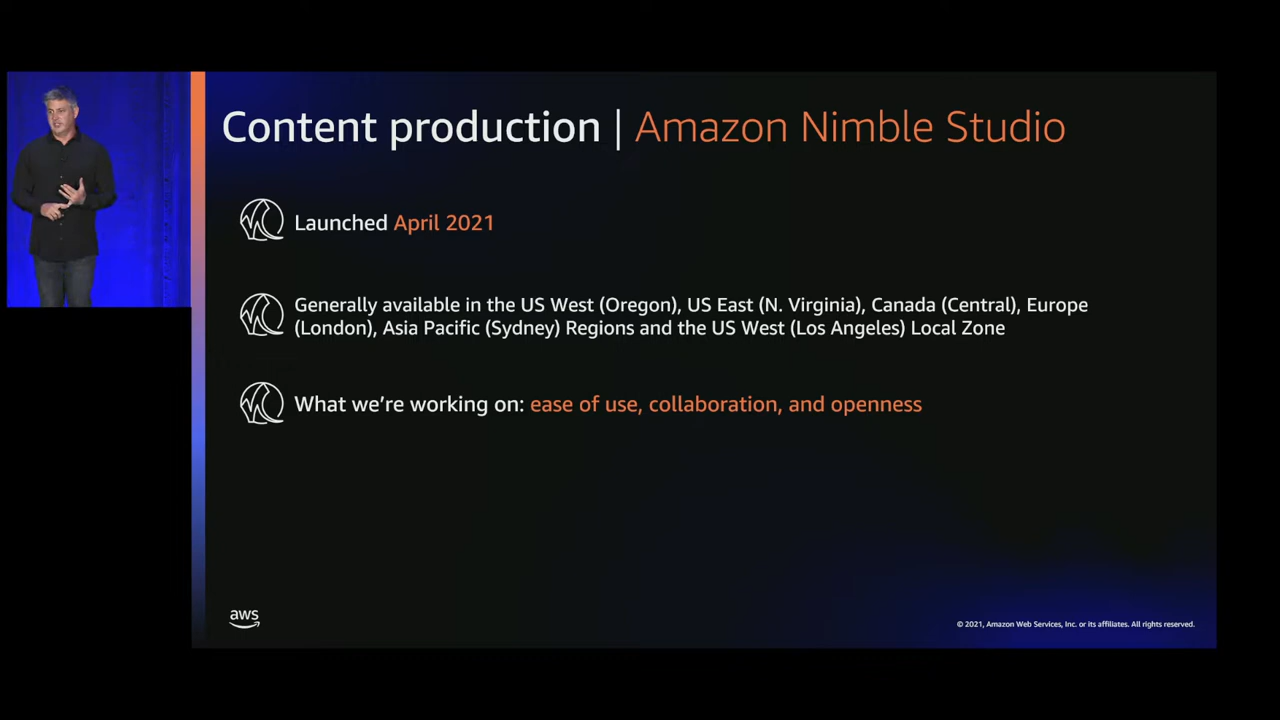 Content production | Amazon Nimble Studio
Launched April 2021
Generally available in the US West (Oregon), US East (N. Virginia), Canada (Central), Europe
(London), Asia Pacific (Sydney) Regions and the US West (Los Angeles) Local Zone
What we’re working on: ease of use, collaboration, and openness
aws
© 2021, Amazon Web Services, Inc. or its affiliates. All rights reserved.